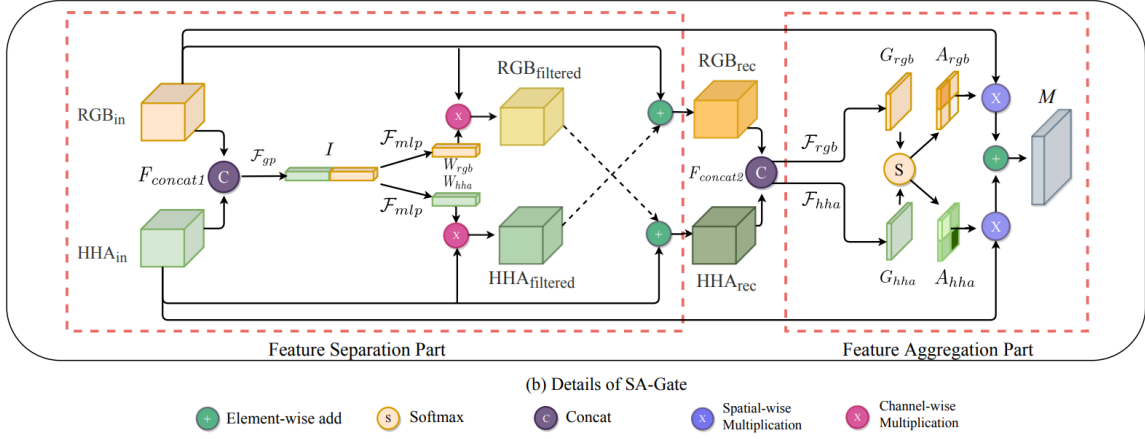 RGB_in
F_concat1
HHA_in
C
F_gp
I
F_mlp
W_rgb
W_hha
F_mlp
X
X
RGB_filtered
HHA_filtered
+
+
RGB_rec
HHA_rec
F_concat2
C
F_rgb
F_hha
G_rgb
A_rgb
S
G_hha
A_hha
X
+
X
M
Feature Separation Part
Feature Aggregation Part
(b) Details of SA-Gate
+ Element-wise add
S Softmax
C Concat
X Spatial-wise
Multiplication
X Channel-wise
Multiplication